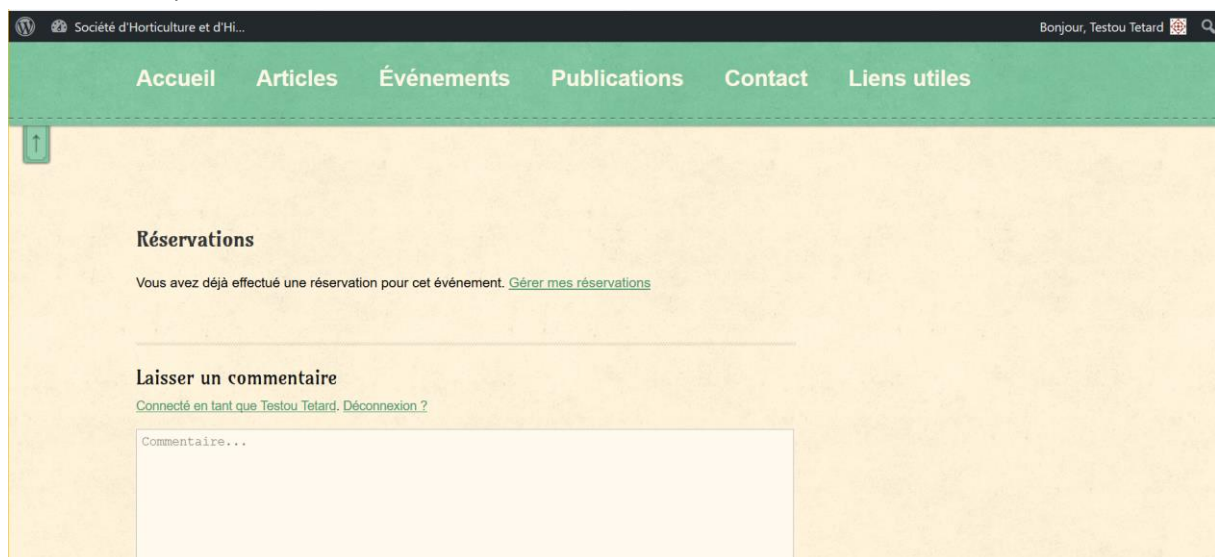 Société d'Horticulture et d'Hi...
Bonjour, Testou Tetard
Accueil Articles Événements Publications Contact Liens utiles
↑
Réservations
Vous avez déjà effectué une réservation pour cet événement. Gérer mes réservations
Laisser un commentaire
Connecté en tant que Testou Tetard. Déconnexion ?
Commentaire...